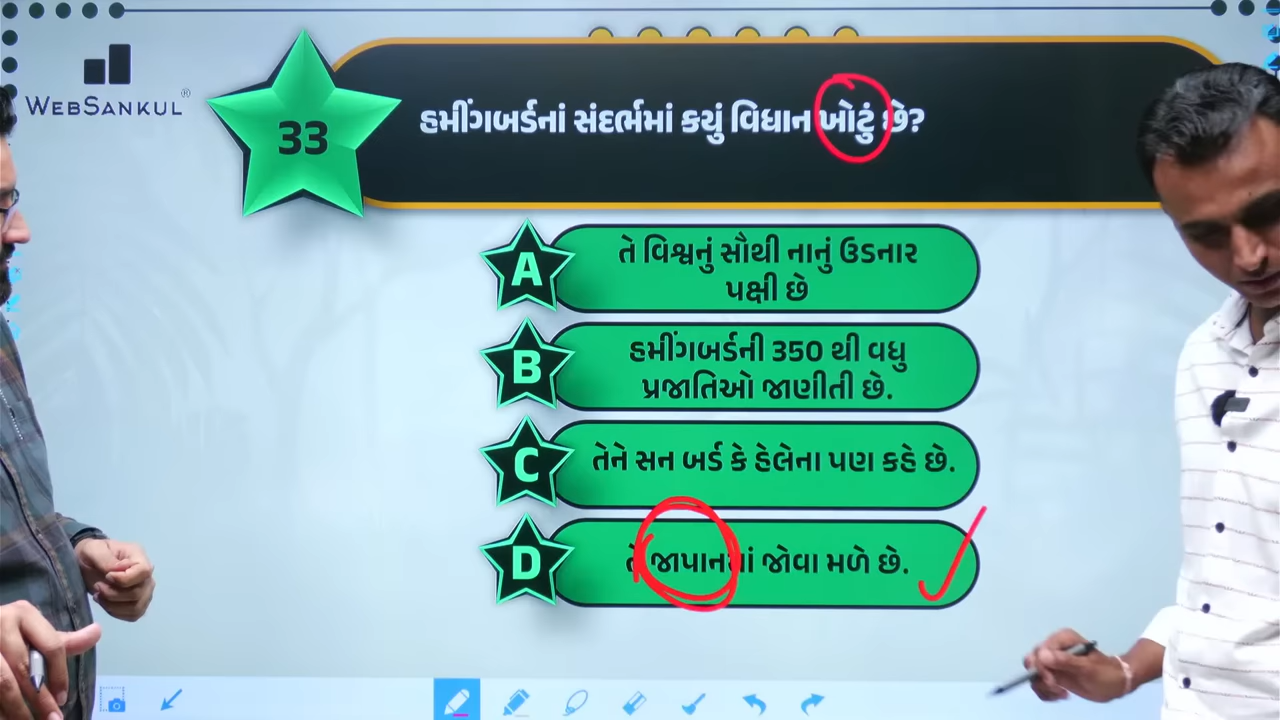 WEBSANKUL®
33
હમીંગબર્ડનાં સંદર્ભમાં કયું વિધાન ખોટું છે?
A
તે વિશ્વનું સૌથી નાનું ઉડનાર
પક્ષી છે
B
હમીંગબર્ડની 350 થી વધુ
પ્રજાતિઓ જાણીતી છે.
C
તેને સન બર્ડ કે હેલેના પણ કહે છે.
D
તે જાપાનમાં જોવા મળે છે.